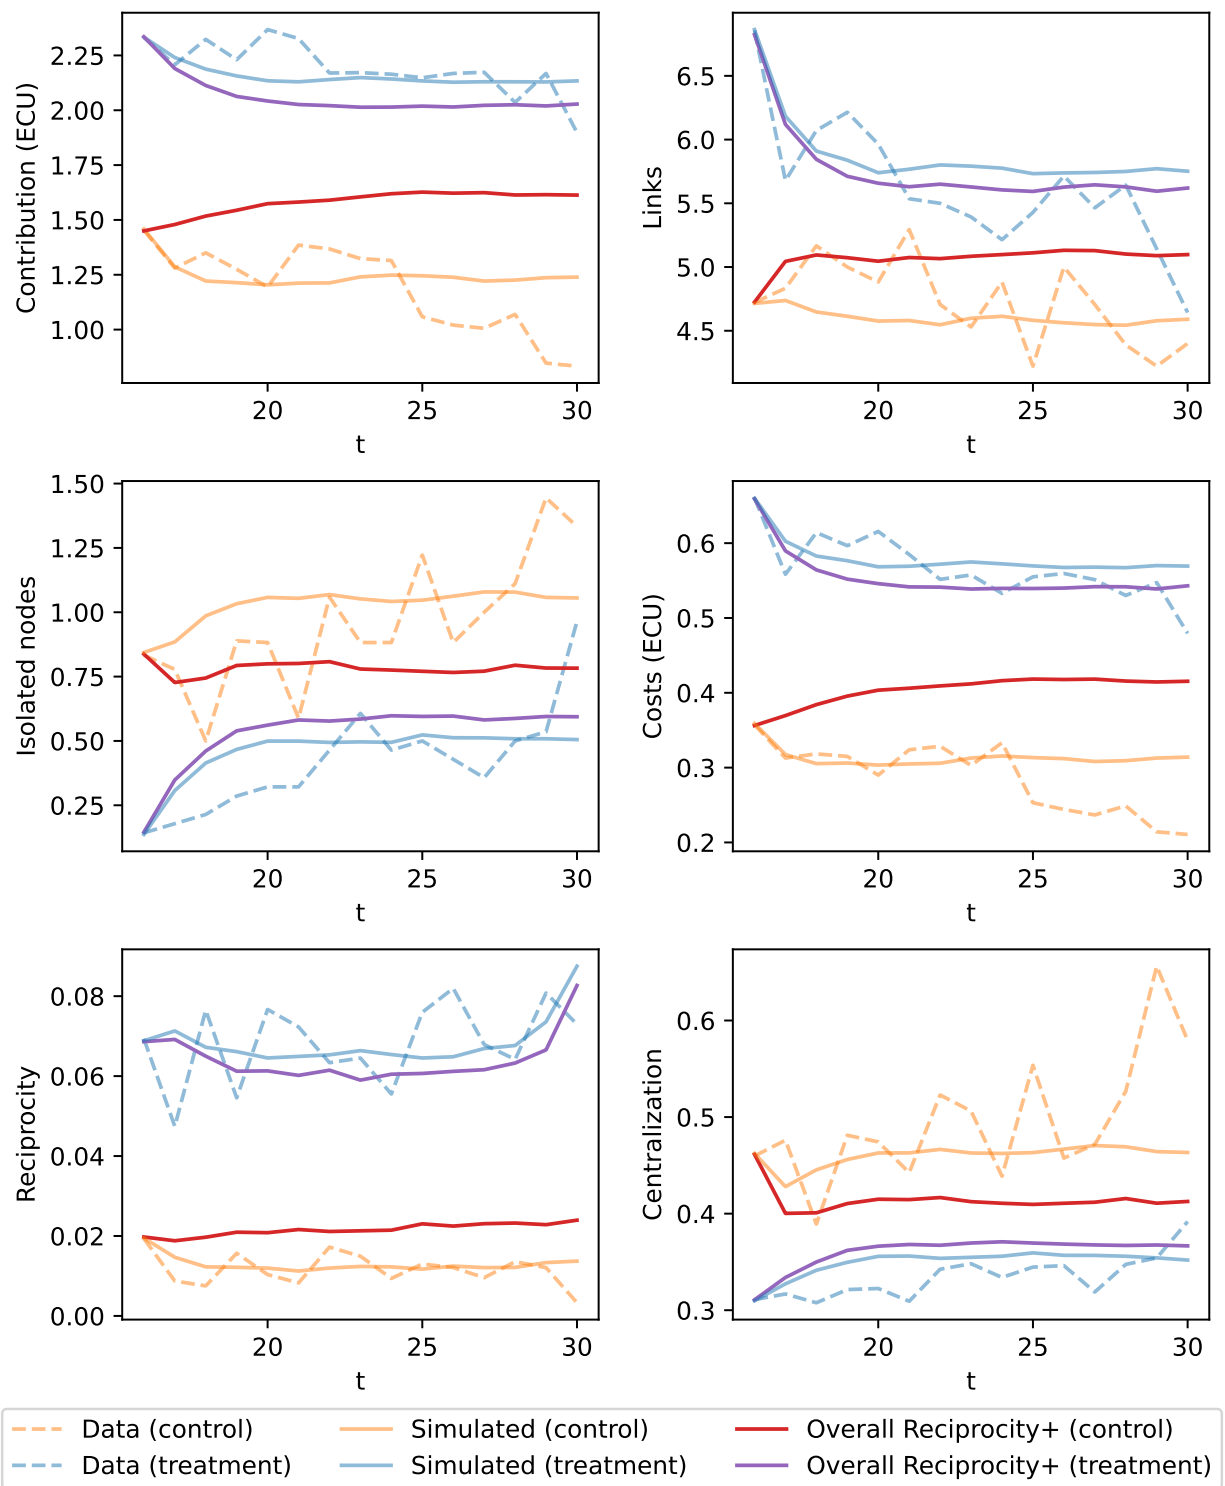 Contribution (ECU)
2.25
2.00
1.75
1.50
1.25
1.00
20 25 30
t
Links
6.5
6.0
5.5
5.0
4.5
20 25 30
t
Isolated nodes
1.50
1.25
1.00
0.75
0.50
0.25
20 25 30
t
Costs (ECU)
0.6
0.5
0.4
0.3
0.2
20 25 30
t
Reciprocity
0.08
0.06
0.04
0.02
0.00
20 25 30
t
Centralization
0.6
0.5
0.4
0.3
20 25 30
t
Data (control) Simulated (control) Overall Reciprocity+ (control)
Data (treatment) Simulated (treatment) Overall Reciprocity+ (treatment)